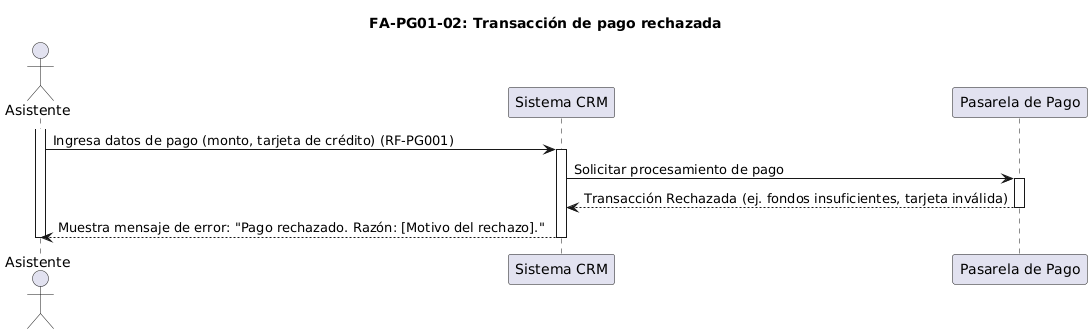 FA-PG01-02: Transacción de pago rechazada
Asistente
Sistema CRM
Pasarela de Pago
Ingresa datos de pago (monto, tarjeta de crédito) (RF-PG001)
Solicitar procesamiento de pago
Transacción Rechazada (ej. fondos insuficientes, tarjeta inválida)
Muestra mensaje de error: "Pago rechazado. Razón: [Motivo del rechazo]."
Asistente
Sistema CRM
Pasarela de Pago